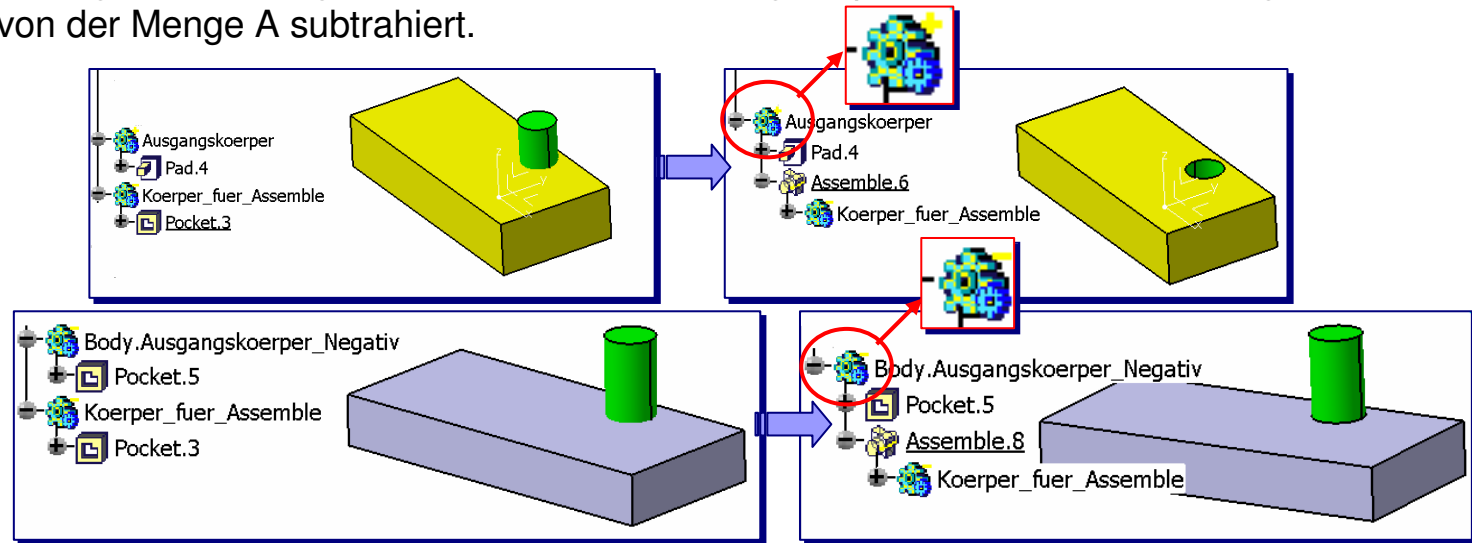 von der Menge A subtrahiert.
Ausgangskoerper
Pad.4
Koerper_fuer_Assemble
Pocket.3
Ausgangskoerper
Pad.4
Assemble.6
Koerper_fuer_Assemble
Body.Ausgangskoerper_Negativ
Pocket.5
Koerper_fuer_Assemble
Pocket.3
Body.Ausgangskoerper_Negativ
Pocket.5
Assemble.8
Koerper_fuer_Assemble